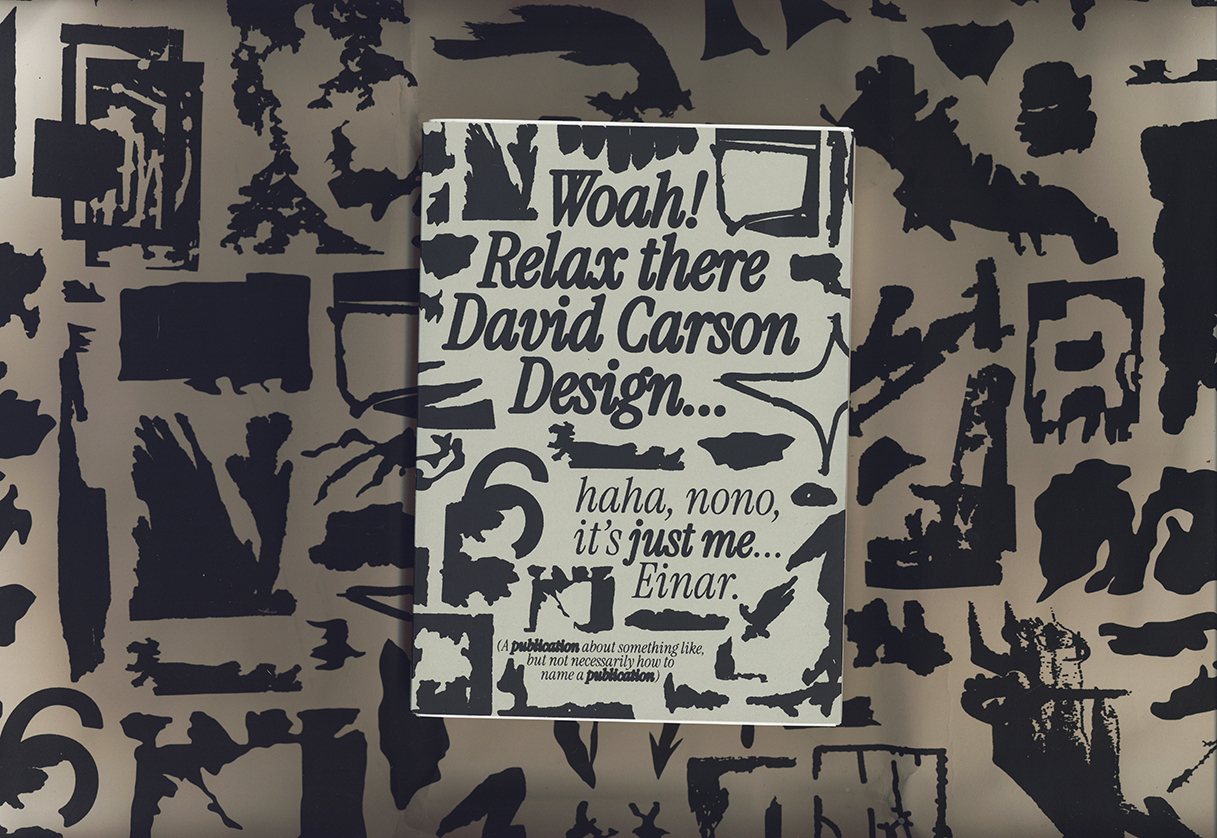 Woah!
Relax there
David Carson
Design...
6
haha, nono,
it's just me...
Einar.
(A publication about something like,
but not necessarily how to
name a publication)
6